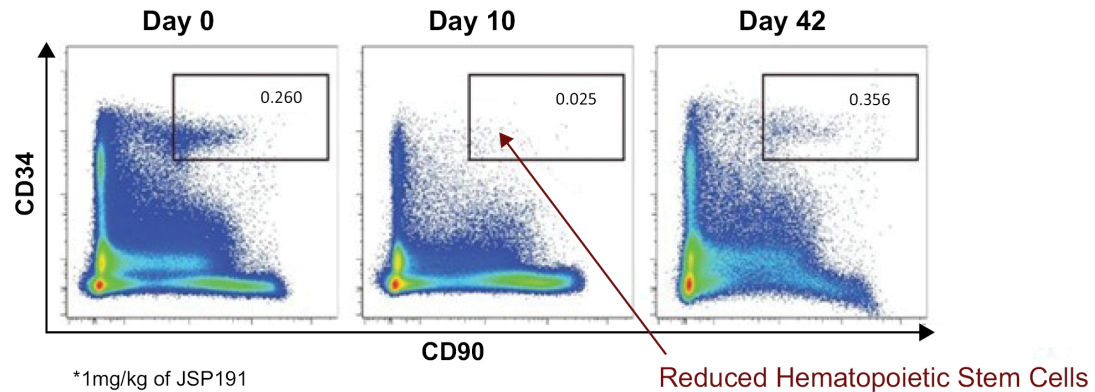 Day 0 Day 10 Day 42
0.260 0.025 0.356
CD34
CD90
*1mg/kg of JSP191
Reduced Hematopoietic Stem Cells